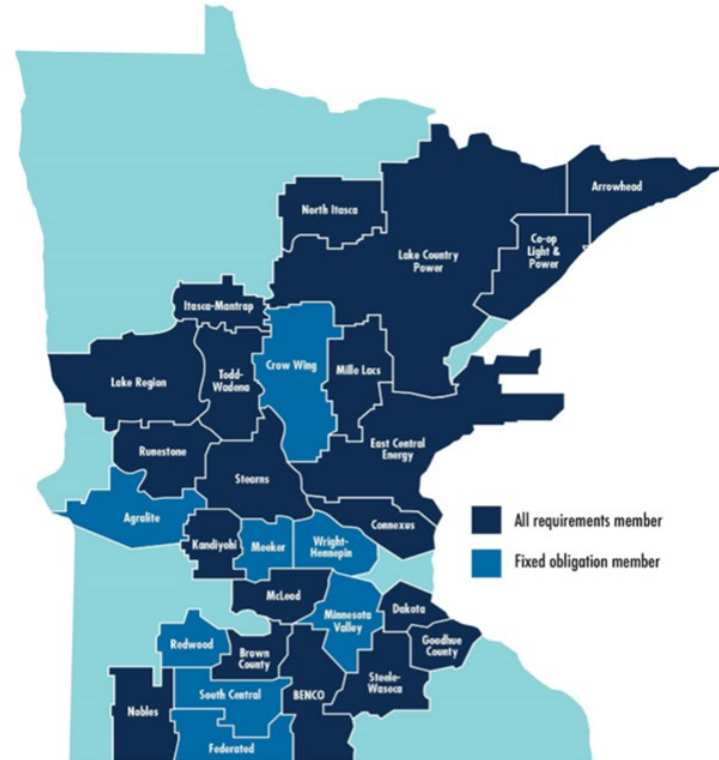 Arrowhead
North Itasca
Co-op
Light &
Power
Lake Country
Power
Itasca-Mantrap
Crow Wing
Mille Lacs
Todd-
Wadena
Lake Region
East Central
Energy
Runestone
Stearns
Agralite
Connexus
All requirements member
Kandiyohi
Meeker
Wright-
Hennepin
Fixed obligation member
McLeod
Minnesota
Valley
Dakota
Redwood
Brown
County
Goodhue
County
Steele-
Waseca
South Central
BENCO
Nobles
Federated